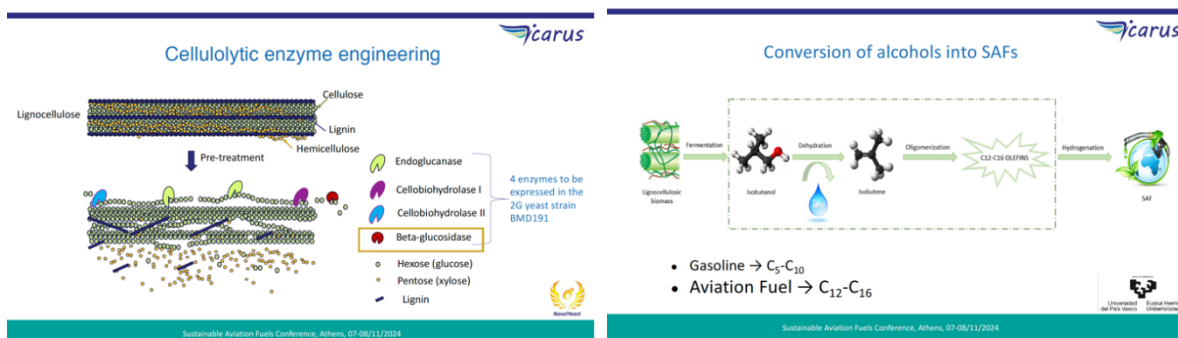 icarus
Cellulolytic enzyme engineering
Cellulose
Lignocellulose
Lignin
Hemicellulose
Pre-treatment
Endoglucanase
Cellobiohydrolase I
Cellobiohydrolase II
Beta-glucosidase
4 enzymes to be
expressed in the
2G yeast strain
BMD191
Hexose (glucose)
Pentose (xylose)
Lignin
NovelYeast
Sustainable Aviation Fuels Conference, Athens, 07-08/11/2024
icarus
Conversion of alcohols into SAFs
Fermentation
Dehydration
Oligomerization
Hydrogenation
C12-C16 OLEFINS
Lignocellulosic
biomass
Isobutanol
Isobutene
SAF
• Gasoline → C₅-C₁₀
• Aviation Fuel → C₁₂-C₁₆
Universidad
del País Vasco
Euskal Herriko
Unibertsitatea
Sustainable Aviation Fuels Conference, Athens, 07-08/11/2024